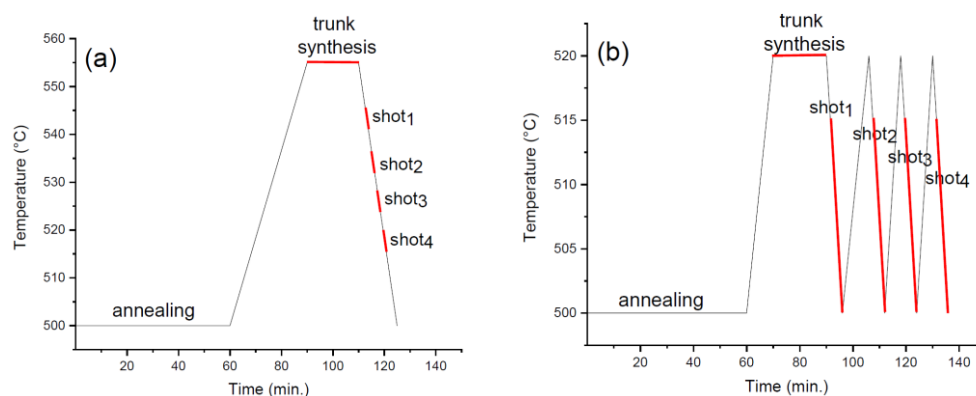 (a)
trunk
synthesis
560
550
540
530
520
510
500
shot1
shot2
shot3
shot4
annealing
Temperature (°C)
20
40
60
80
100
120
140
Time (min.)
(b)
trunk
synthesis
520
515
510
505
500
shot1
shot2
shot3
shot4
annealing
Temperature (°C)
20
40
60
80
100
120
140
Time (min.)